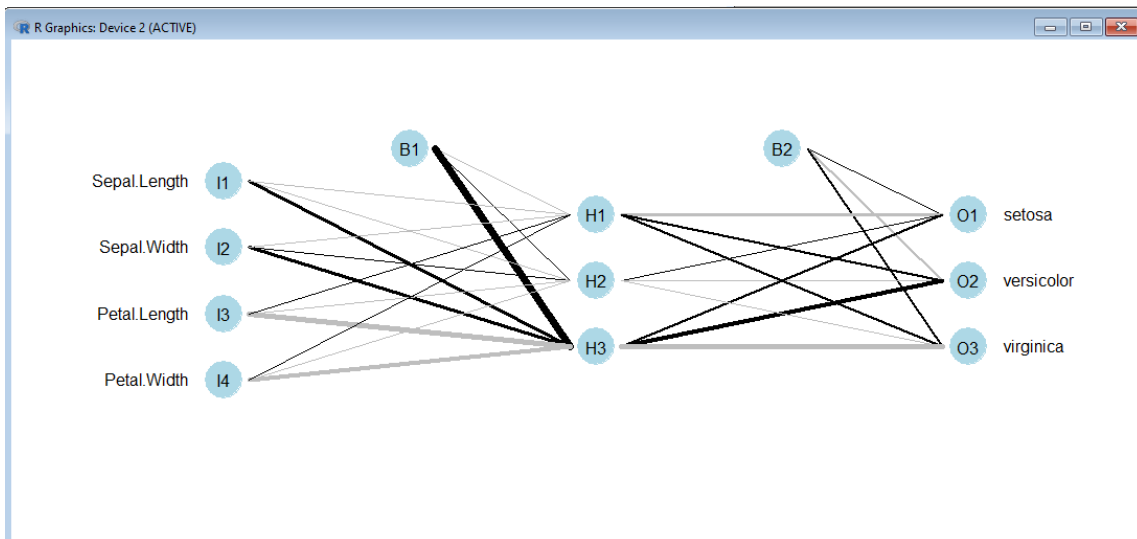 R Graphics: Device 2 (ACTIVE)
B1
B2
Sepal.Length I1
H1 O1 setosa
Sepal.Width I2
H2 O2 versicolor
Petal.Length I3
H3 O3 virginica
Petal.Width I4